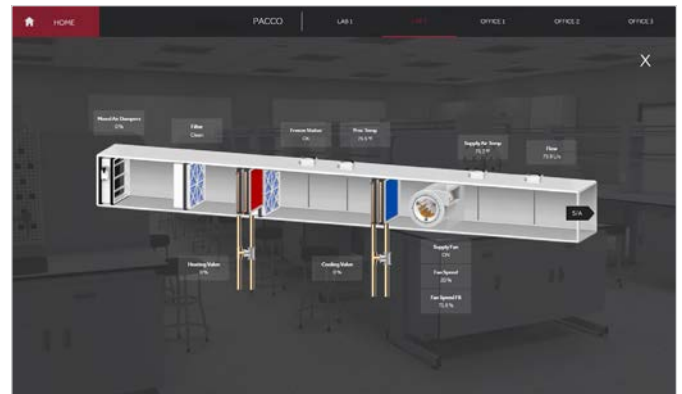 HOME
PACCO
LAB 1
OFFICE 1
OFFICE 2
OFFICE 3
X
Mixed Air Dampers
0%
Filter
Clean
Freeze Status
OK
Supply Air Temp
Flow
S/A
Heating Valve
0%
Cooling Valve
0%
Supply Fan
ON
Fan Speed
Fan Speed FB